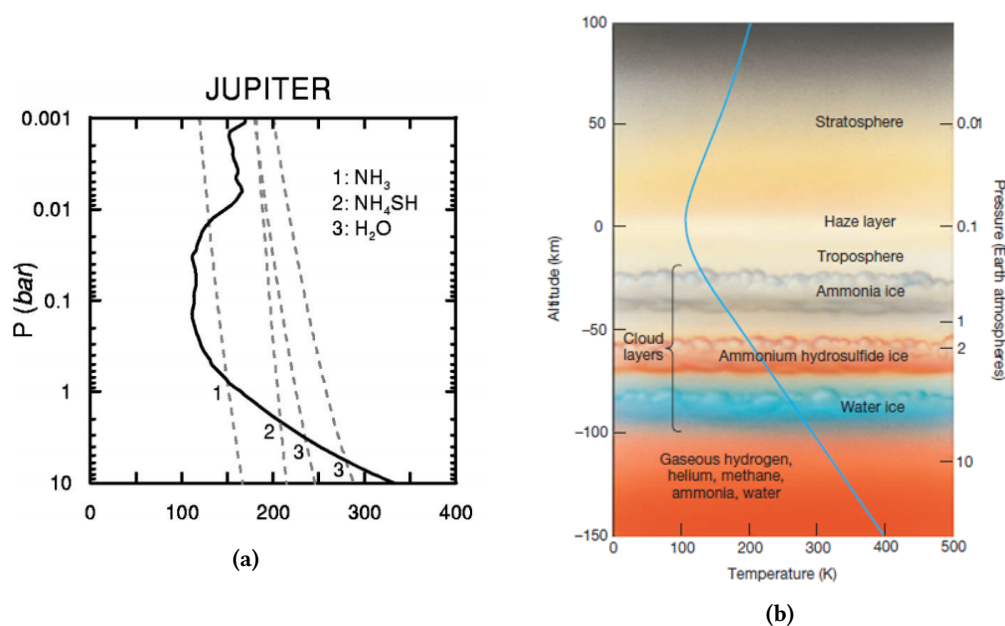 JUPITER
0.001
0.01
0.1
1
10
P (bar)
0
100
200
300
400
1: NH₃
2: NH₄SH
3: H₂O
1
2
3
3
(a)
100
50
0
−50
−100
−150
Altitude (km)
0
100
200
300
400
500
Temperature (K)
0.01
0.1
1
2
10
Pressure (Earth atmospheres)
Stratosphere
Haze layer
Troposphere
Ammonia ice
Cloud
layers
Ammonium hydrosulfide ice
Water ice
Gaseous hydrogen,
helium, methane,
ammonia, water
(b)